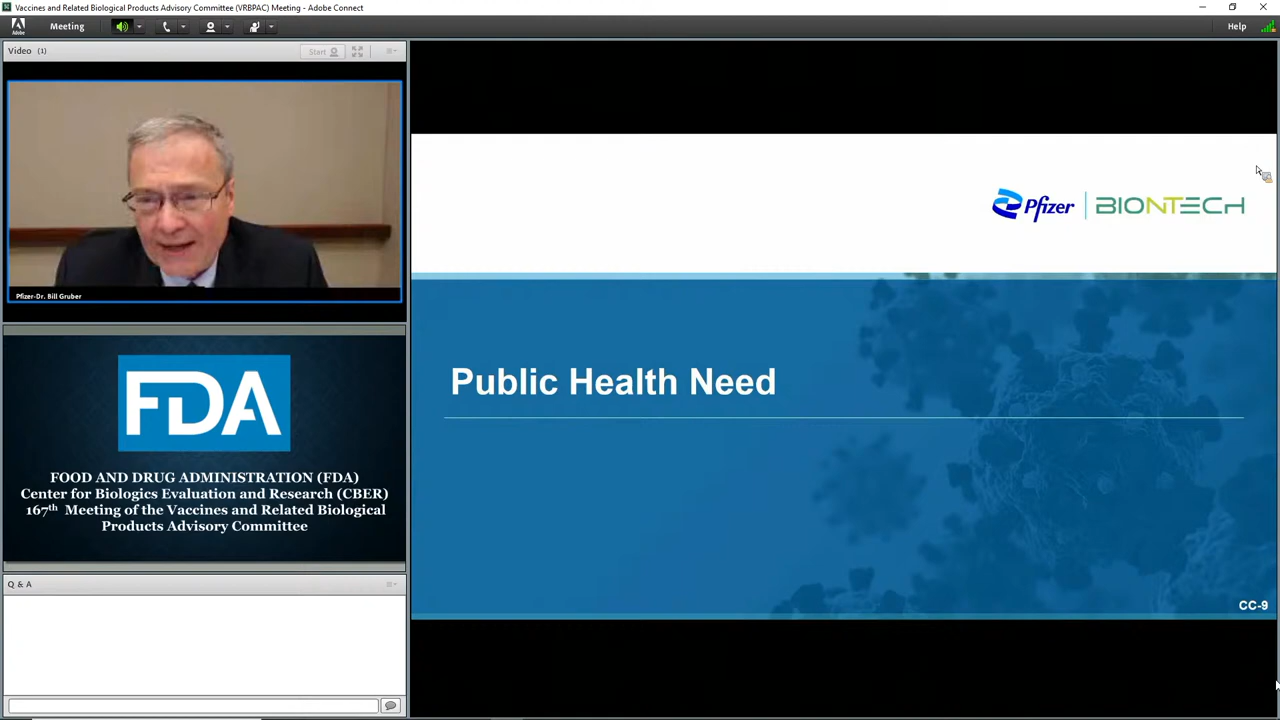 Vaccines and Related Biological Products Advisory Committee (VRBPAC) Meeting - Adobe Connect
Meeting
Help
Video (1)
Start
Pfizer-Dr. Bill Gruber
Pfizer
BIONTECH
Public Health Need
CC-9
FDA
FOOD AND DRUG ADMINISTRATION (FDA)
Center for Biologics Evaluation and Research (CBER)
167th Meeting of the Vaccines and Related Biological
Products Advisory Committee
Q & A